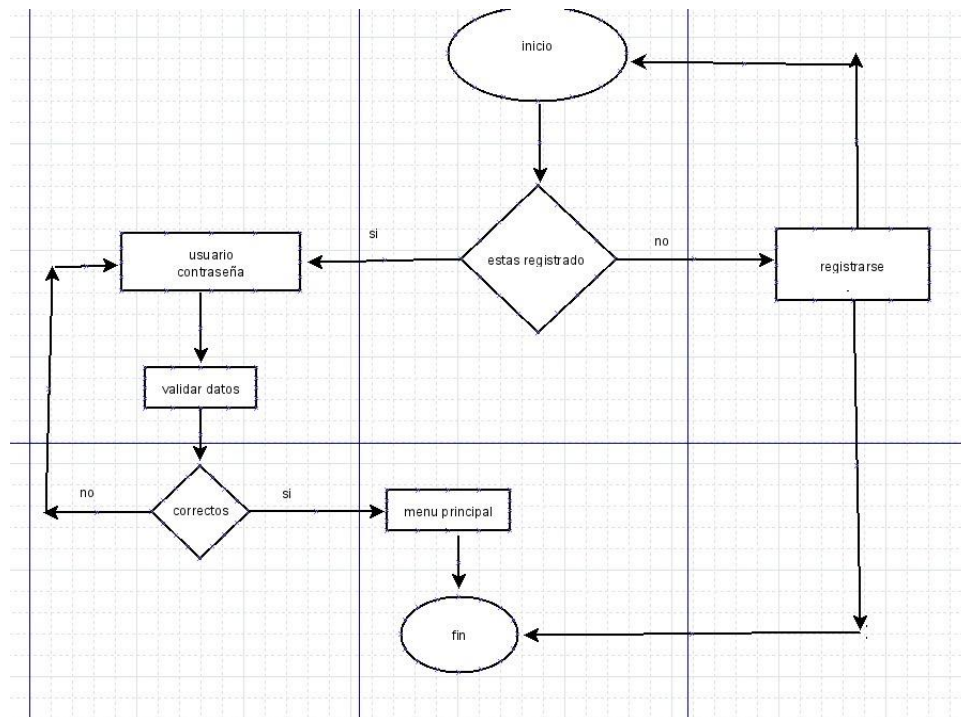 inicio
si
no
usuario
contraseña
estas registrado
registrarse
validar datos
no
si
correctos
menu principal
fin